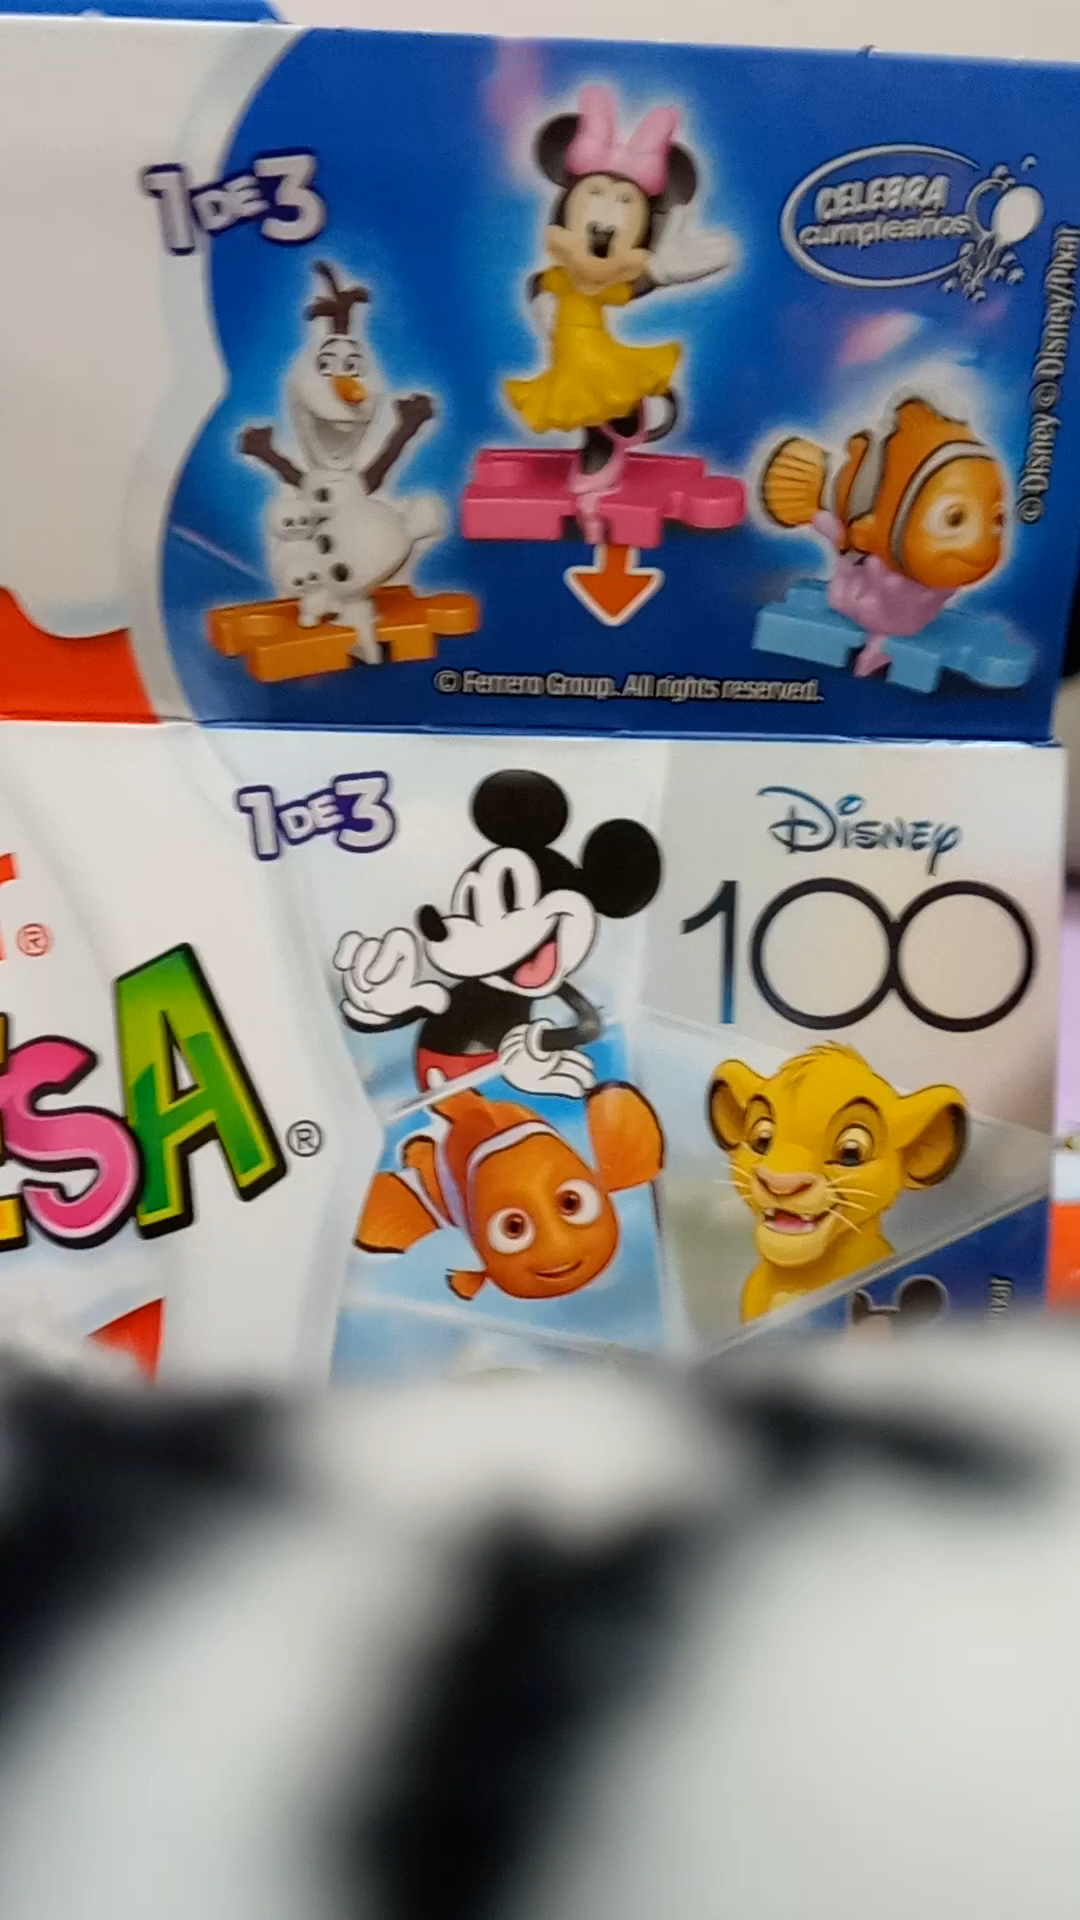 1 DE 3
CELEBRA
cumpleaños
© Disney © Disney/Pixar
© Ferrero Group. All rights reserved.
1 DE 3
Disney
100
®
SA®